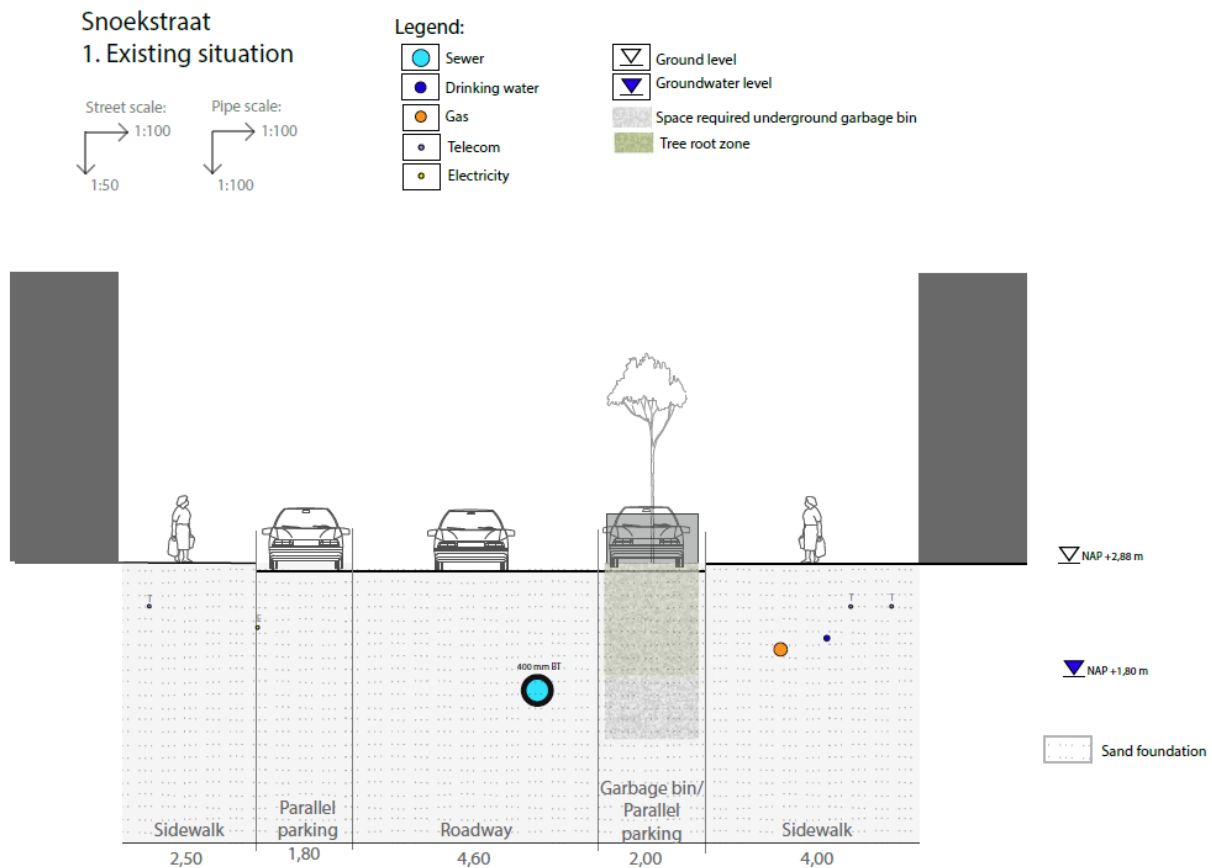 Snoekstraat
1. Existing situation
Street scale:
1:100
1:50
Pipe scale:
1:100
1:100
Legend:
Sewer
Drinking water
Gas
Telecom
Electricity
Ground level
Groundwater level
Space required underground garbage bin
Tree root zone
NAP +2,88 m
T
E
T
T
400 mm BT
NAP +1,80 m
Sand foundation
Sidewalk
Parallel
parking
Roadway
Garbage bin/
Parallel
parking
Sidewalk
2,50
1,80
4,60
2,00
4,00